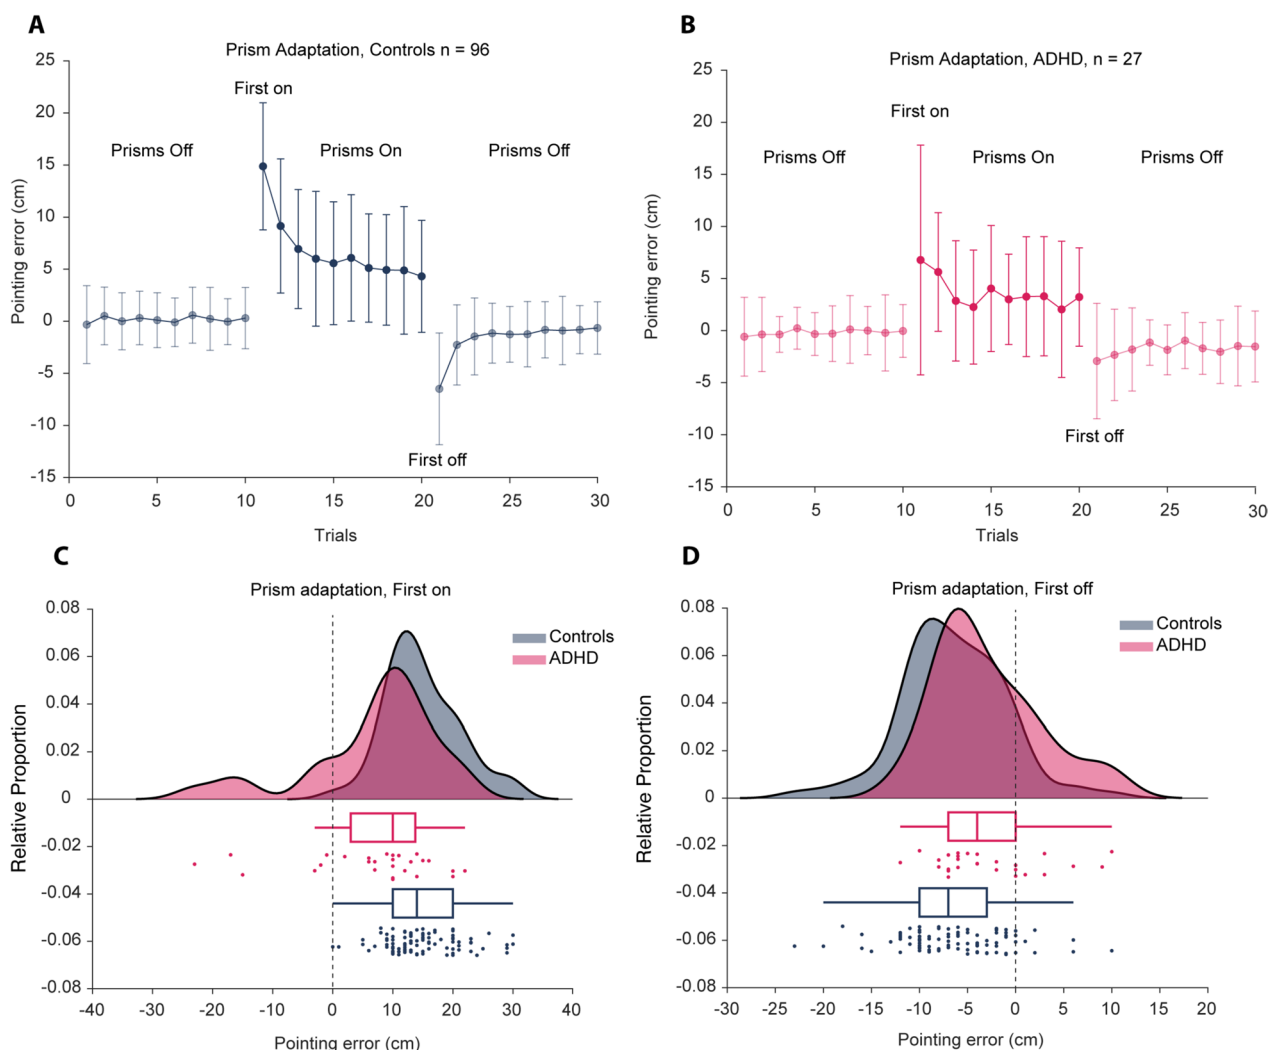 A
Prism Adaptation, Controls n = 96
25
20
15
10
5
0
-5
-10
-15
Pointing error (cm)
First on
Prisms Off
Prisms On
Prisms Off
First off
0
5
10
15
20
25
30
Trials
B
Prism Adaptation, ADHD, n = 27
25
20
15
10
5
0
-5
-10
-15
Pointing error (cm)
First on
Prisms Off
Prisms On
Prisms Off
First off
0
5
10
15
20
25
30
Trials
C
Prism adaptation, First on
0.08
0.06
0.04
0.02
0
-0.02
-0.04
-0.06
-0.08
Relative Proportion
Controls
ADHD
-40
-30
-20
-10
0
10
20
30
40
Pointing error (cm)
D
Prism adaptation, First off
0.08
0.06
0.04
0.02
0
-0.02
-0.04
-0.06
-0.08
Relative Proportion
Controls
ADHD
-30
-20
-15
-10
-5
0
5
10
15
20
Pointing error (cm)